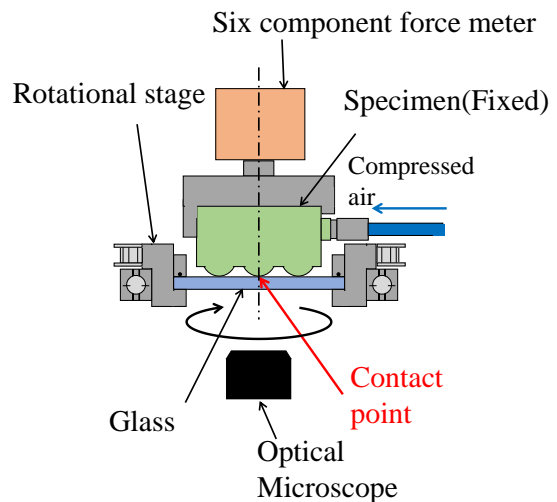 Six component force meter
Rotational stage
Specimen(Fixed)
Compressed
air
Contact
point
Glass
Optical
Microscope